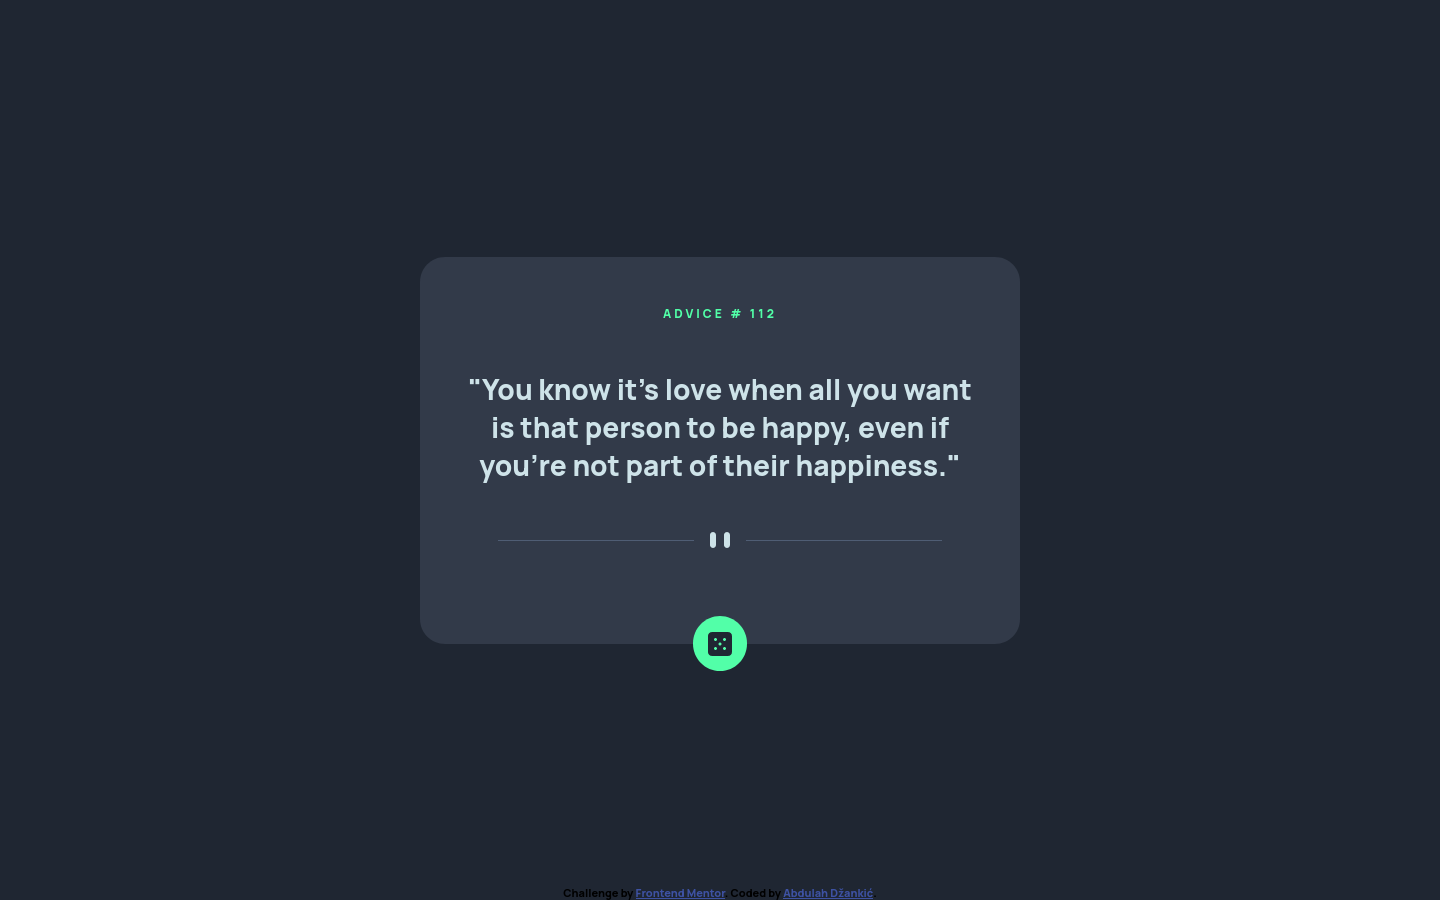 ADVICE # 112
"You know it's love when all you want
is that person to be happy, even if
you're not part of their happiness."
Challenge by Frontend Mentor. Coded by Abdulah Džankić.